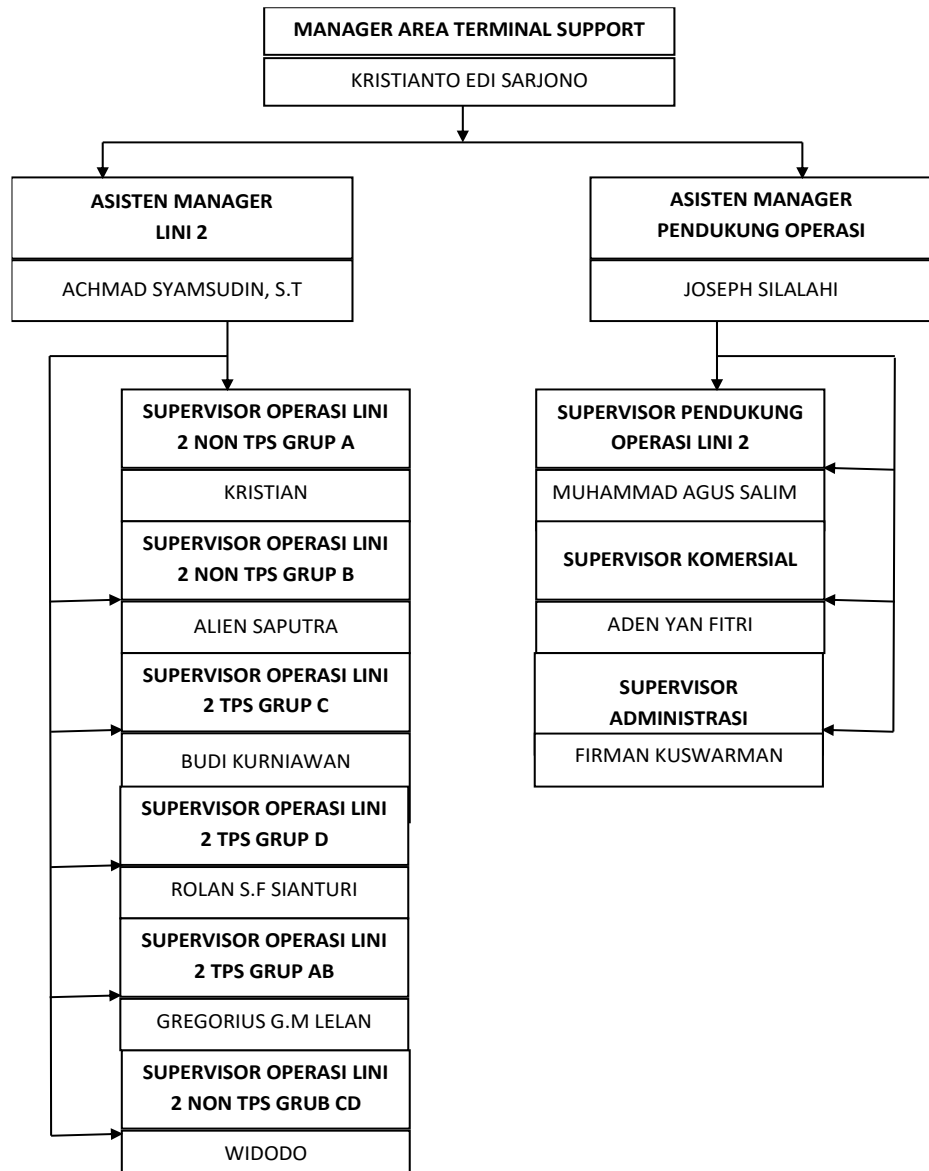 MANAGER AREA TERMINAL SUPPORT
KRISTIANTO EDI SARJONO
ASISTEN MANAGER
LINI 2
ACHMAD SYAMSUDIN, S.T
ASISTEN MANAGER
PENDUKUNG OPERASI
JOSEPH SILALAHI
SUPERVISOR OPERASI LINI
2 NON TPS GRUP A
KRISTIAN
SUPERVISOR OPERASI LINI
2 NON TPS GRUP B
ALIEN SAPUTRA
SUPERVISOR OPERASI LINI
2 TPS GRUP C
BUDI KURNIAWAN
SUPERVISOR OPERASI LINI
2 TPS GRUP D
ROLAN S.F SIANTURI
SUPERVISOR OPERASI LINI
2 TPS GRUP AB
GREGORIUS G.M LELAN
SUPERVISOR OPERASI LINI
2 NON TPS GRUB CD
WIDODO
SUPERVISOR PENDUKUNG
OPERASI LINI 2
MUHAMMAD AGUS SALIM
SUPERVISOR KOMERSIAL
ADEN YAN FITRI
SUPERVISOR
ADMINISTRASI
FIRMAN KUSWARMAN